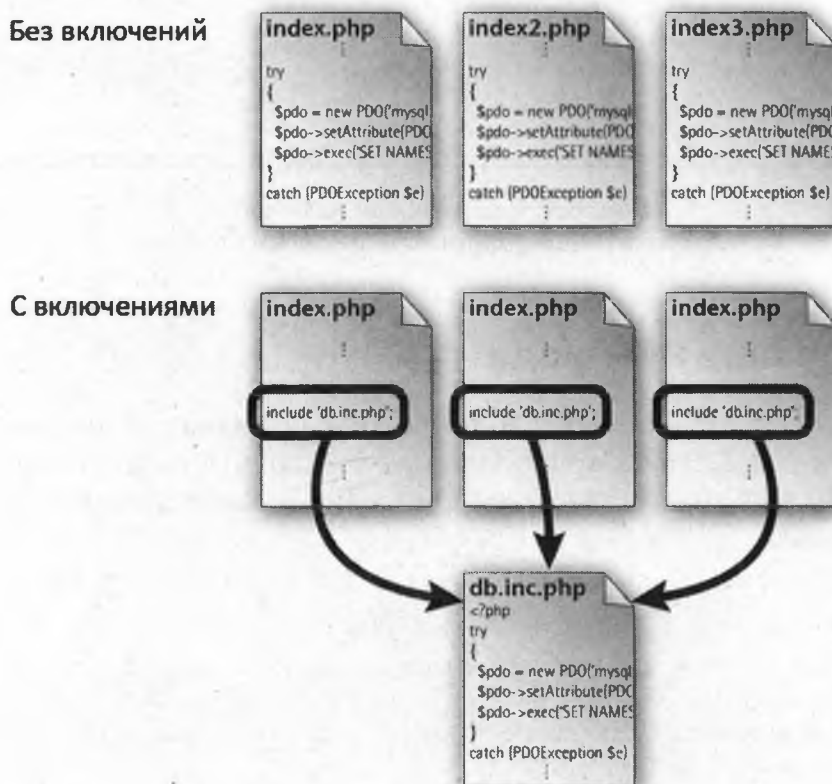 Без включений
index.php
try
{
$pdo = new PDO('mysql
$pdo->setAttribute(PDO
$pdo->exec('SET NAMES
}
catch (PDOException $e)
index2.php
try
{
$pdo = new PDO('mysql
$pdo->setAttribute(PDO
$pdo->exec('SET NAMES
}
catch (PDOException $e)
index3.php
try
{
$pdo = new PDO('mysql
$pdo->setAttribute(PDO
$pdo->exec('SET NAMES
}
catch (PDOException $e)
С включениями
index.php
include 'db.inc.php';
index.php
include 'db.inc.php';
index.php
include 'db.inc.php';
db.inc.php
<?php
try
{
$pdo = new PDO('mysql
$pdo->setAttribute(PDO
$pdo->exec('SET NAMES
}
catch (PDOException $e)